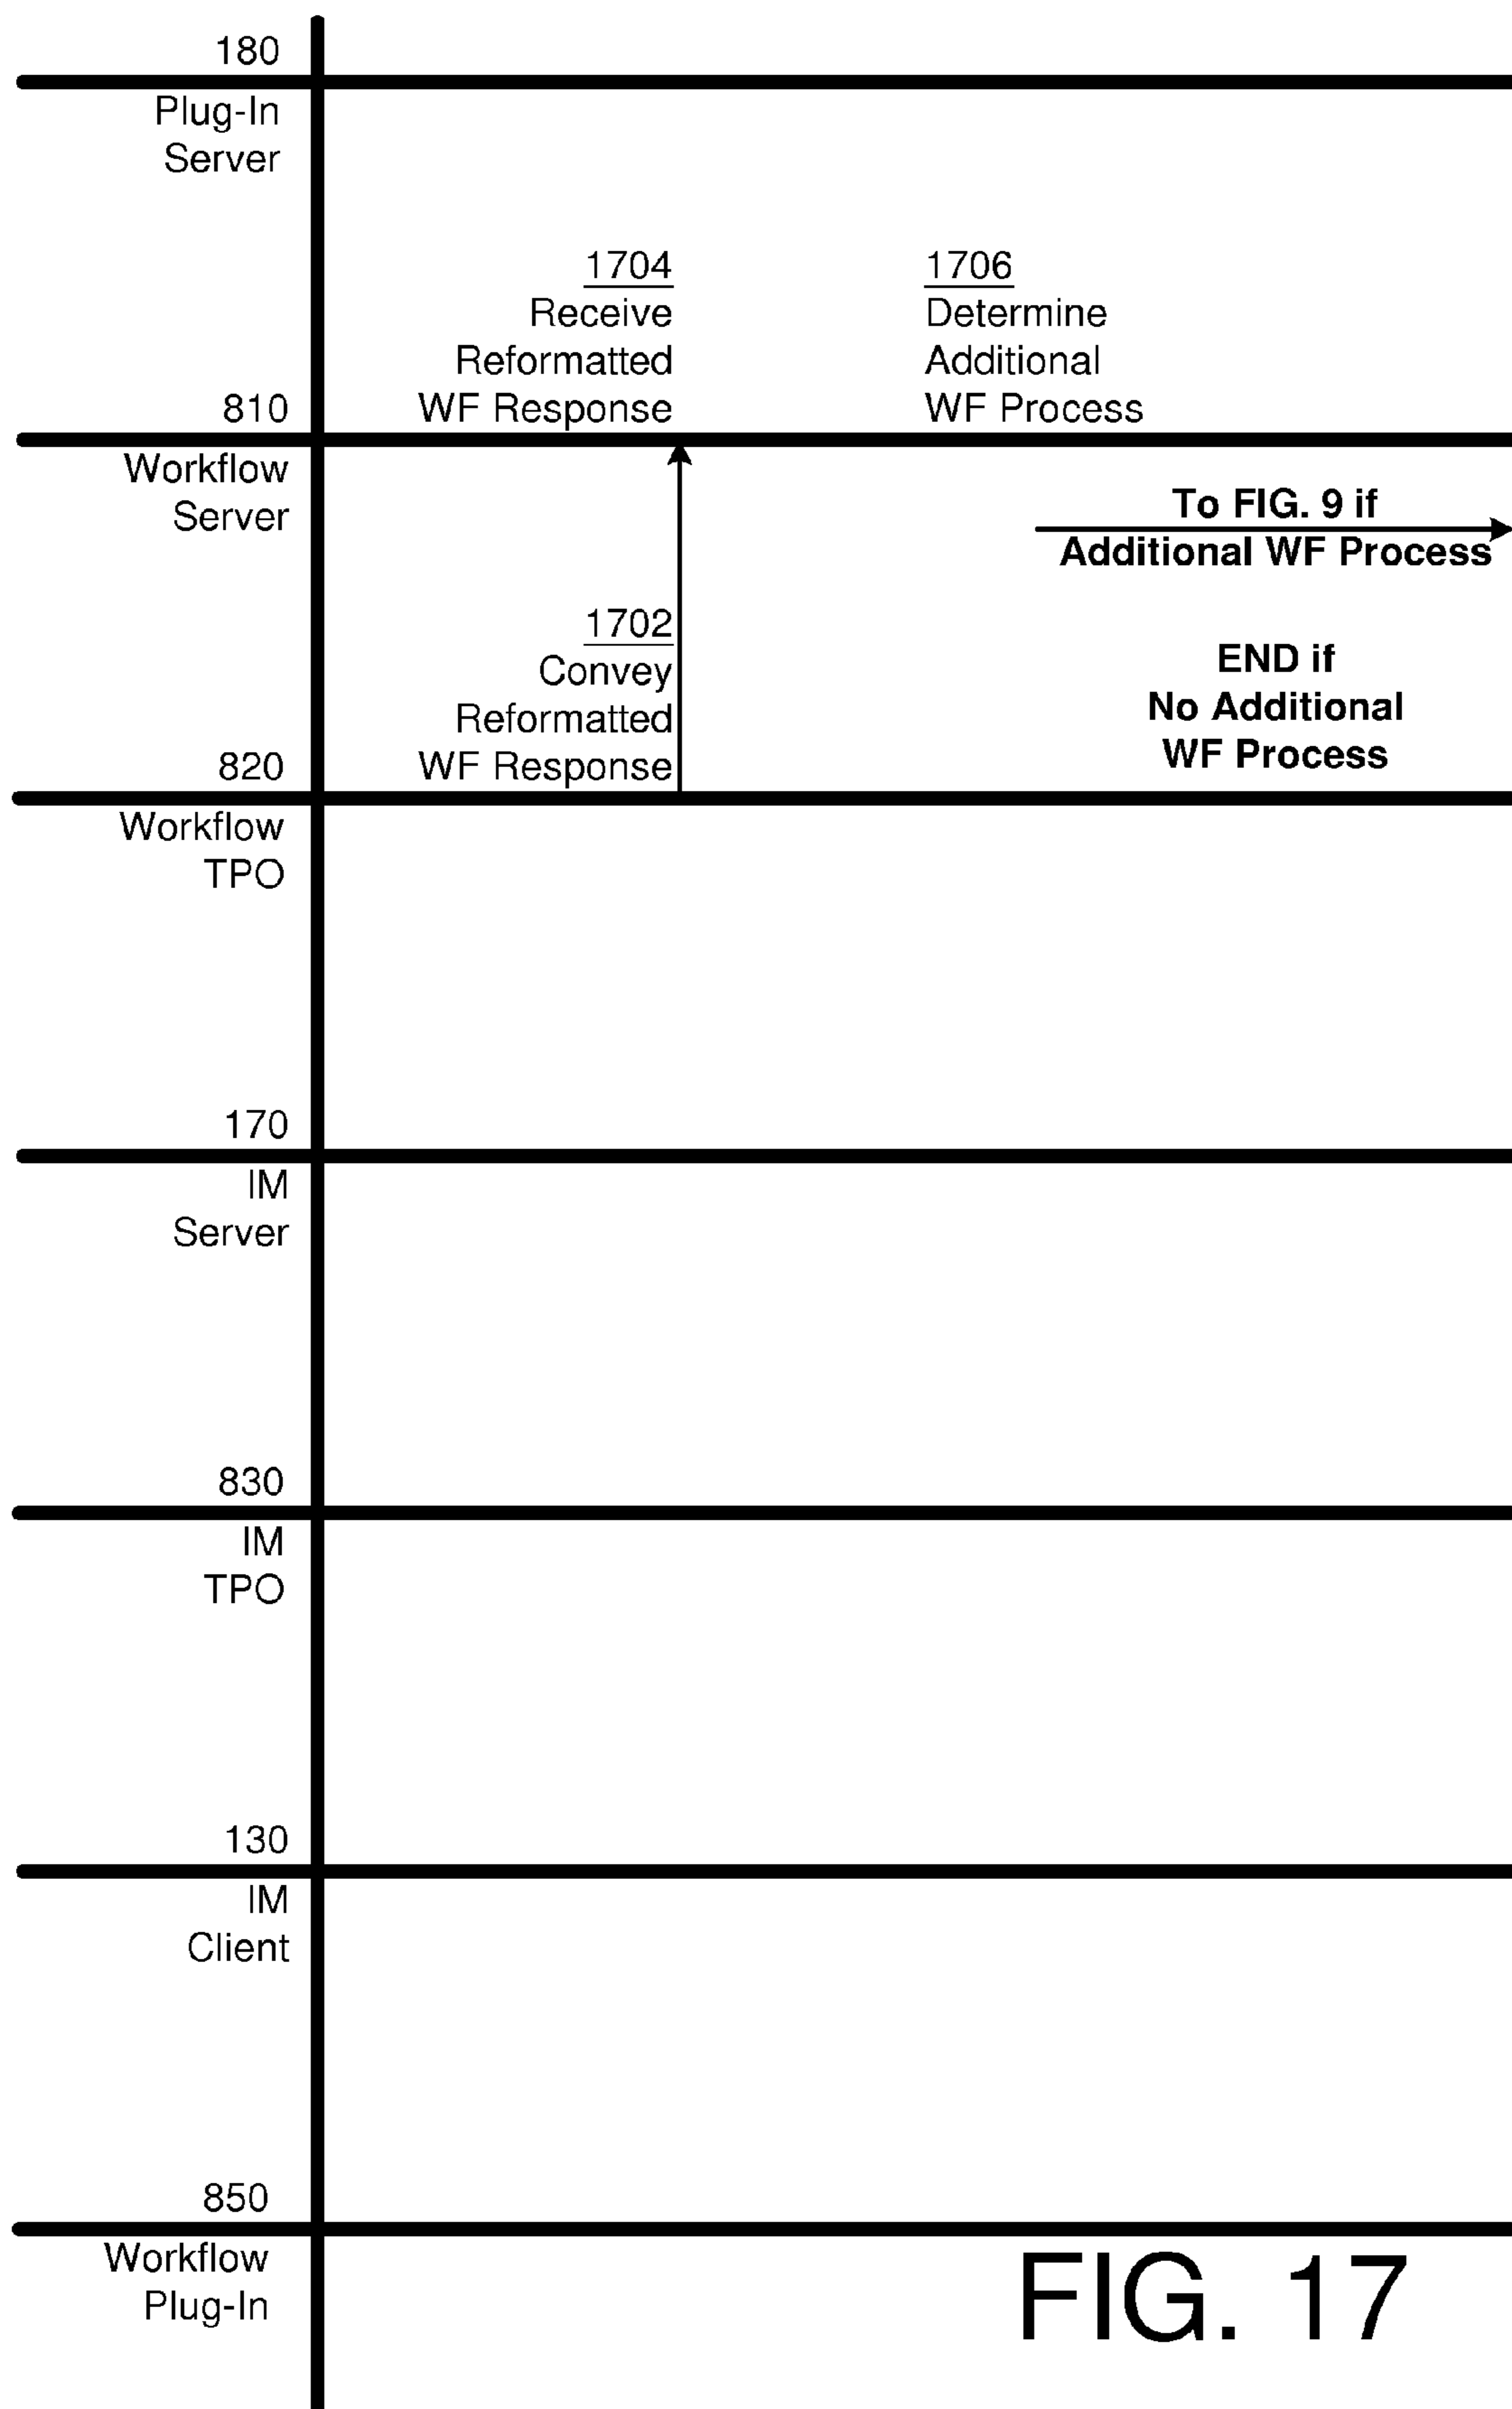 180
Plug-In
Server
1704
Receive
Reformatted
WF Response
1706
Determine
Additional
WF Process
810
Workflow
Server
To FIG. 9 if
Additional WF Process
1702
Convey
Reformatted
WF Response
END if
No Additional
WF Process
820
Workflow
TPO
170
IM
Server
830
IM
TPO
130
IM
Client
850
Workflow
Plug-In
FIG. 17